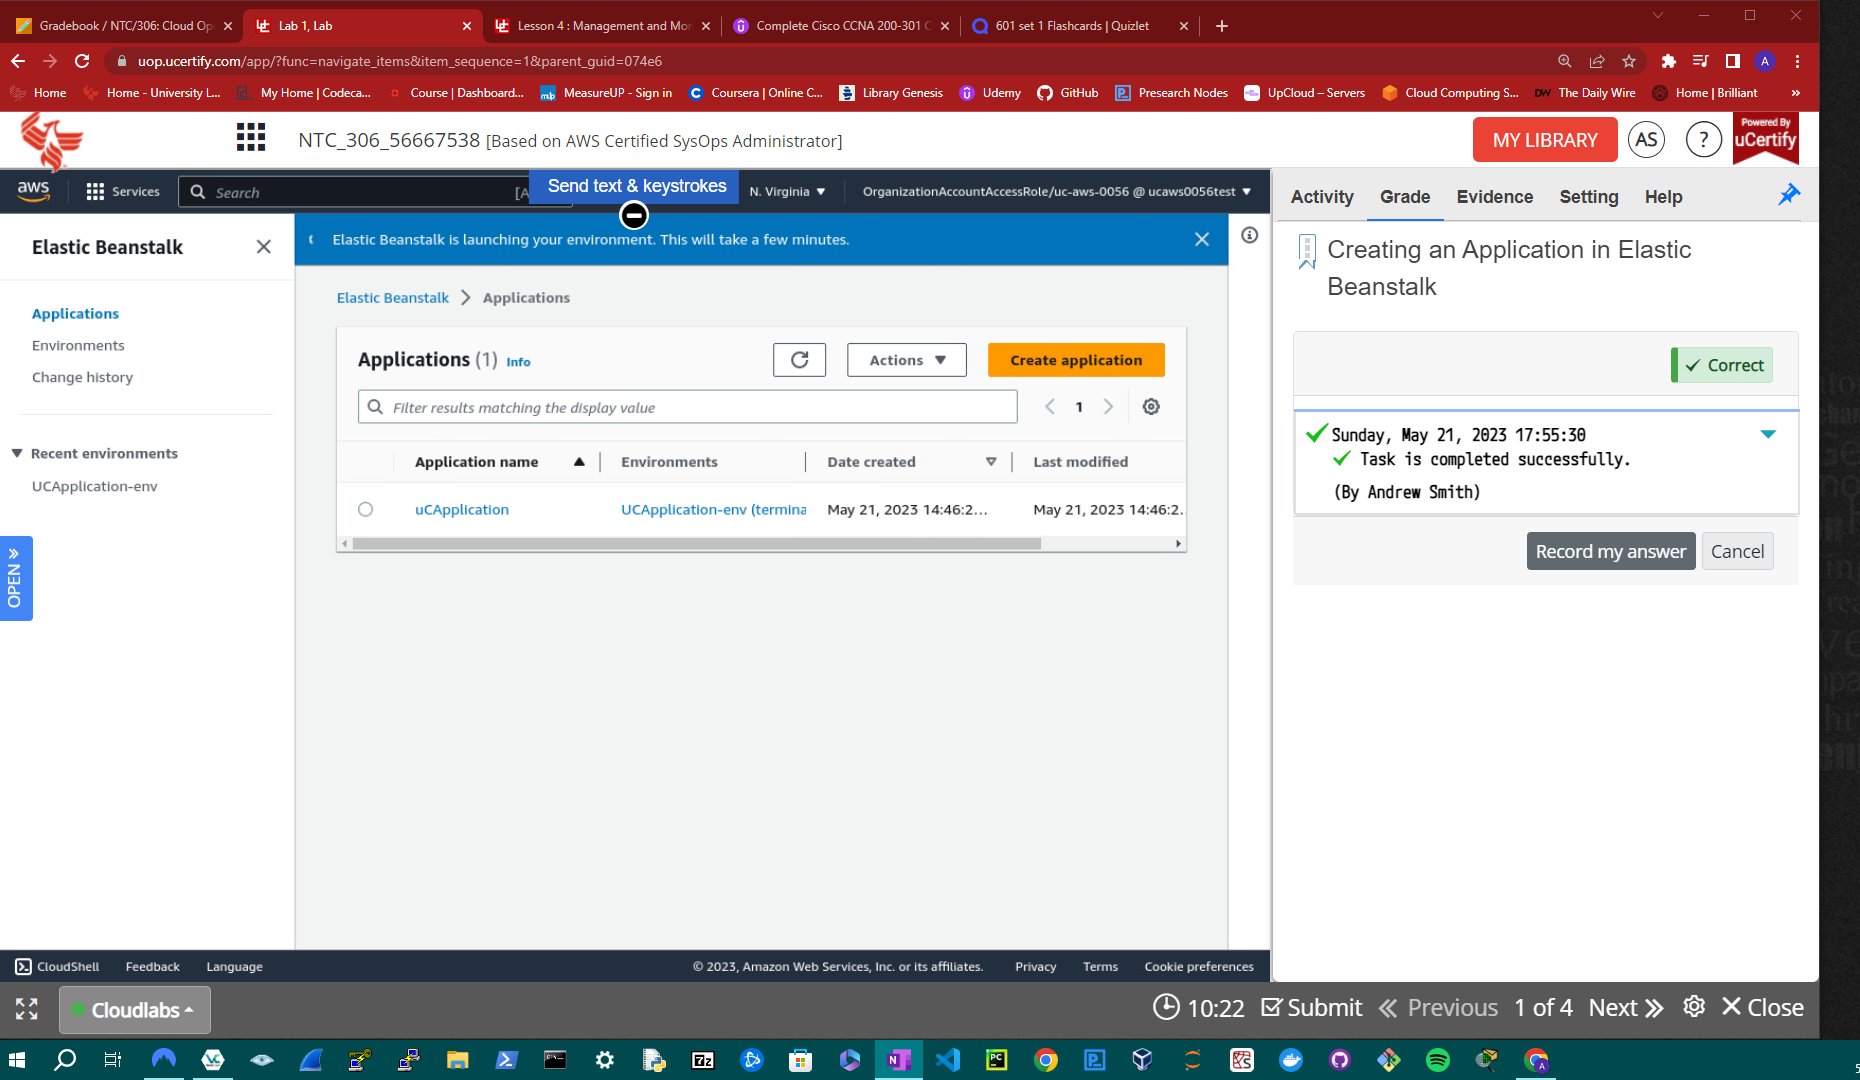 Gradebook / NTC/306: Cloud Op
Lab 1, Lab
Lesson 4 : Management and Mon
Complete Cisco CCNA 200-301 C
601 set 1 Flashcards | Quizlet
uop.ucertify.com/app/?func=navigate_items&item_sequence=1&parent_guid=074e6
A
Home
Home - University L...
My Home | Codeca...
Course | Dashboard...
MeasureUP - Sign in
Coursera | Online C...
Library Genesis
Udemy
GitHub
Presearch Nodes
UpCloud – Servers
Cloud Computing S...
DW The Daily Wire
Home | Brilliant
»
NTC_306_56667538 [Based on AWS Certified SysOps Administrator]
MY LIBRARY
AS
?
Powered By
uCertify
aws
Services
Search
[A
Send text & keystrokes
N. Virginia
OrganizationAccountAccessRole/uc-aws-0056 @ ucaws0056test
Activity
Grade
Evidence
Setting
Help
Elastic Beanstalk
Elastic Beanstalk is launching your environment. This will take a few minutes.
Applications
Environments
Change history
Recent environments
UCApplication-env
OPEN »
Elastic Beanstalk
Applications
Applications (1) Info
Actions
Create application
Filter results matching the display value
1
Application name
Environments
Date created
Last modified
uCApplication
UCApplication-env (termina
May 21, 2023 14:46:2...
May 21, 2023 14:46:2..
Creating an Application in Elastic
Beanstalk
Correct
Sunday, May 21, 2023 17:55:30
Task is completed successfully.
(By Andrew Smith)
Record my answer
Cancel
CloudShell
Feedback
Language
© 2023, Amazon Web Services, Inc. or its affiliates.
Privacy
Terms
Cookie preferences
Cloudlabs
10:22
Submit
Previous
1 of 4
Next
Close